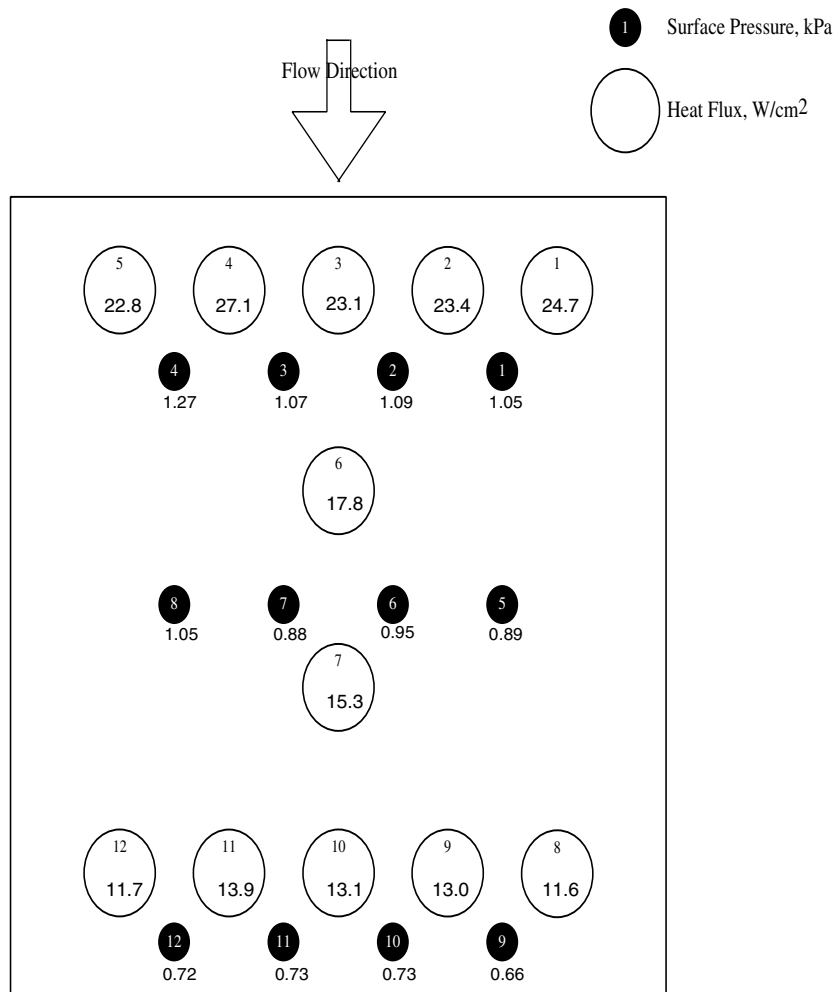 1 Surface Pressure, kPa
Flow Direction
Heat Flux, W/cm2
5 4 3 2 1
22.8 27.1 23.1 23.4 24.7
4 3 2 1
1.27 1.07 1.09 1.05
6
17.8
8 7 6 5
1.05 0.88 0.95 0.89
7
15.3
12 11 10 9 8
11.7 13.9 13.1 13.0 11.6
12 11 10 9
0.72 0.73 0.73 0.66